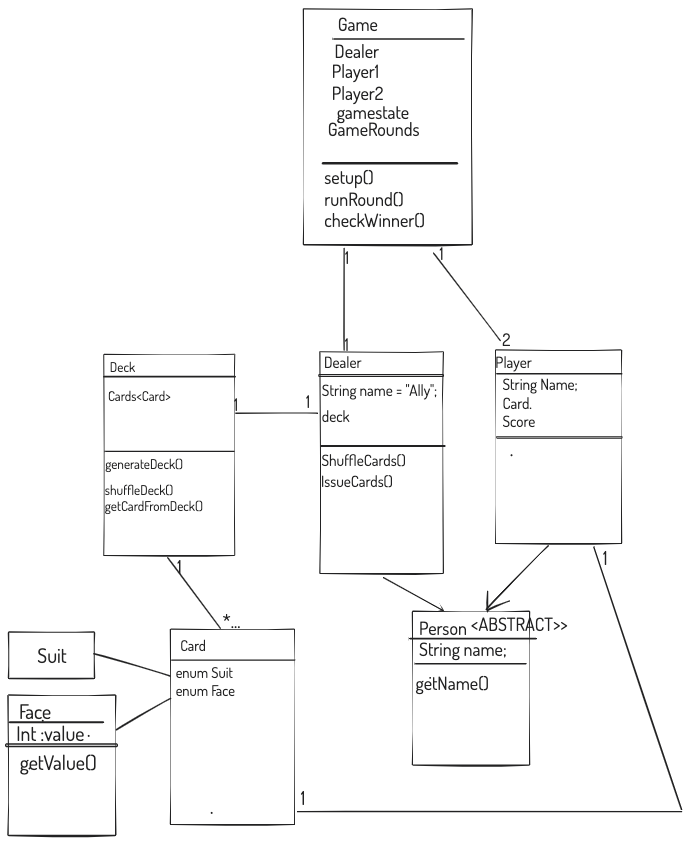 Game
Dealer
Player1
Player2
gamestate
GameRounds
setup()
runRound()
checkWinner()
1
1
1
2
Deck
Cards<Card>
generateDeck()
shuffleDeck()
getCardFromDeck()
1
1
Dealer
String name = "Ally";
deck
ShuffleCards()
IssueCards()
Player
String Name;
Card.
Score
.
1
*...
1
Person <ABSTRACT>>
String name;
getName()
Suit
Face
Int :value .
getValue()
Card
enum Suit
enum Face
.
1